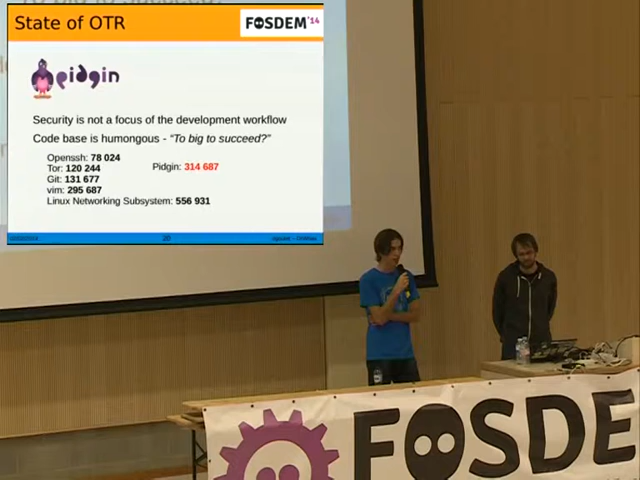 State of OTR
FOSDEM'14
pidgin
Security is not a focus of the development workflow
Code base is humongous - "To big to succeed?"
Openssh: 78 024
Tor: 120 244
Pidgin: 314 687
Git: 131 677
vim: 295 687
Linux Networking Subsystem: 556 931
20
FOSDE